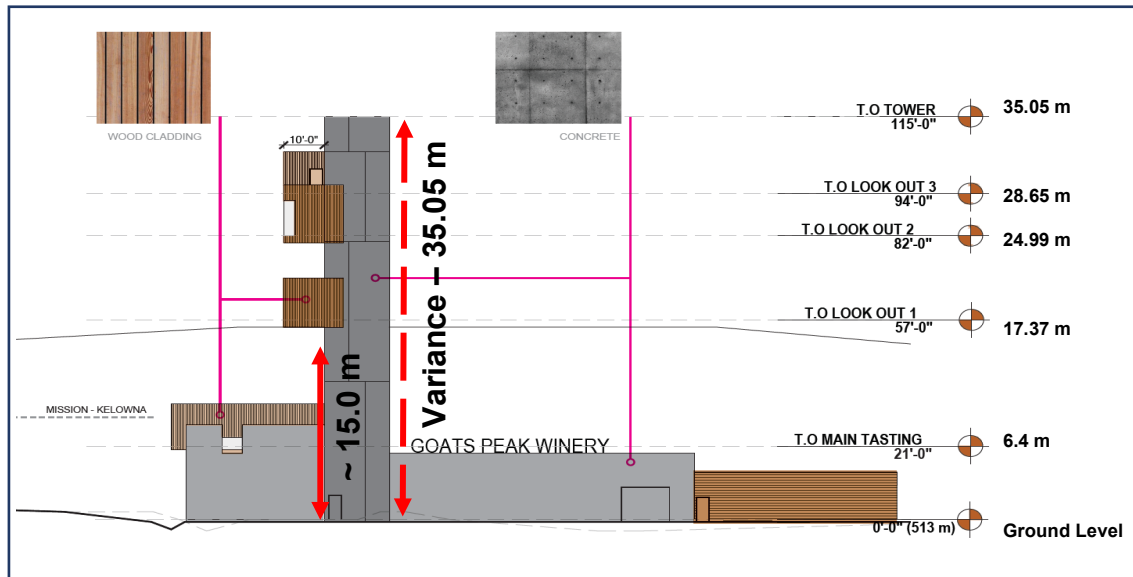 WOOD CLADDING
CONCRETE
T.O TOWER
115'-0"
35.05 m
10'-0"
T.O LOOK OUT 3
94'-0"
28.65 m
T.O LOOK OUT 2
82'-0"
24.99 m
Variance – 35.05 m
T.O LOOK OUT 1
57'-0"
17.37 m
~ 15.0 m
MISSION - KELOWNA
GOATS PEAK WINERY
T.O MAIN TASTING
21'-0"
6.4 m
0'-0" (513 m)
Ground Level